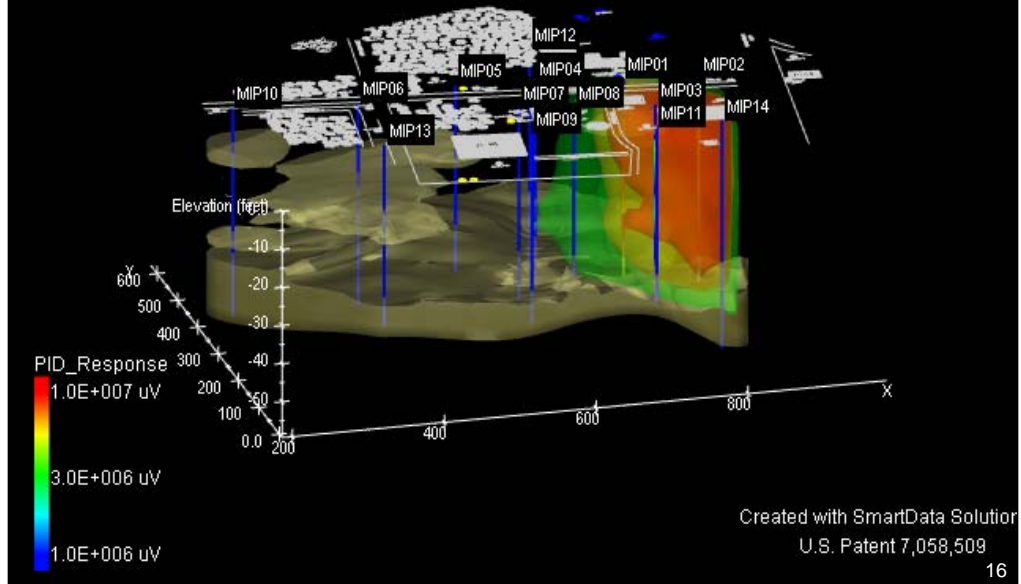 MIP12
MIP05
MIP04
MIP01
MIP02
MIP10
MIP06
MIP07
MIP08
MIP03
MIP13
MIP09
MIP11
MIP14
Elevation (feet)
0.0
-10
-20
-30
-40
-50
Y
600
500
400
300
200
100
0.0
200
400
600
800
X
PID_Response
1.0E+007 uV
3.0E+006 uV
1.0E+006 uV
Created with SmartData Solution
U.S. Patent 7,058,509
16